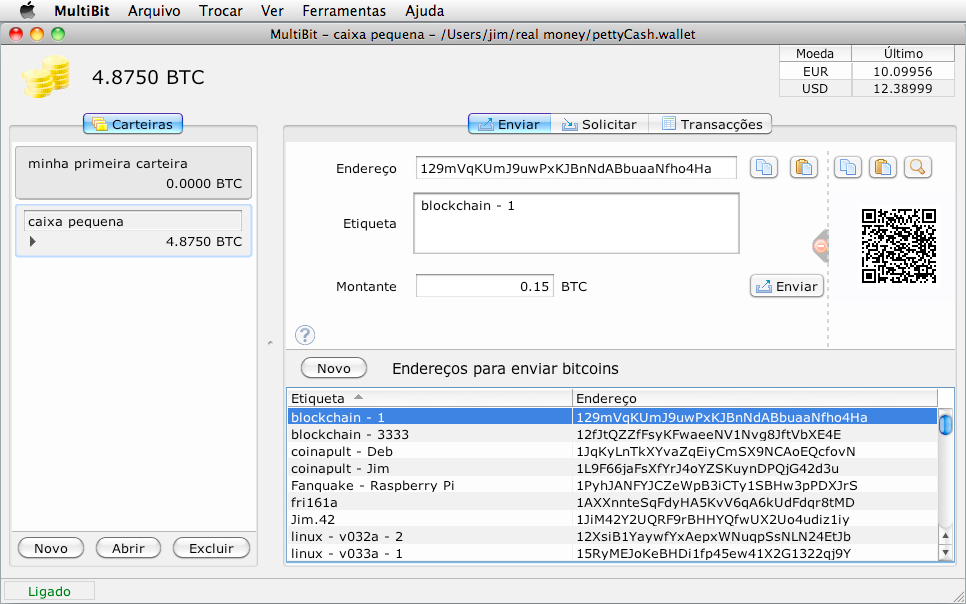 MultiBit Arquivo Trocar Ver Ferramentas Ajuda
MultiBit - caixa pequena - /Users/jim/real money/pettyCash.wallet
4.8750 BTC
Moeda Último
EUR 10.09956
USD 12.38999
Carteiras
minha primeira carteira
0.0000 BTC
caixa pequena
4.8750 BTC
Novo Abrir Excluir
Enviar Solicitar Transacções
Endereço 129mVqKUmJ9uwPxKJBnNdABbuaaNfho4Ha
Etiqueta blockchain - 1
Montante 0.15 BTC Enviar
?
Novo Endereços para enviar bitcoins
Etiqueta Endereço
blockchain - 1 129mVqKUmJ9uwPxKJBnNdABbuaaNfho4Ha
blockchain - 3333 12fJtQZZfFsyKFwaeeNV1Nvg8JftVbXE4E
coinapult - Deb 1JqKyLnTkXYvaZqEiyCmSX9NCAoEQcfovN
coinapult - Jim 1L9F66jaFsXfYrJ4oYZSKuynDPQjG42d3u
Fanquake - Raspberry Pi 1PyhJANFYJCZeWpB3iCTy1SBHw3pPDXJrS
fri161a 1AXXnnteSqFdyHA5KvV6qA6kUdFdqr8tMD
Jim.42 1JiM42Y2UQRF9rBHHYQfwUX2Uo4udiz1iy
linux - v032a - 2 12XsiB1YaywfYxAepxWNuqpSsNLN24EtJb
linux - v033a - 1 15RyMEJoKeBHDi1fp45ew41X2G1322qj9Y
Ligado